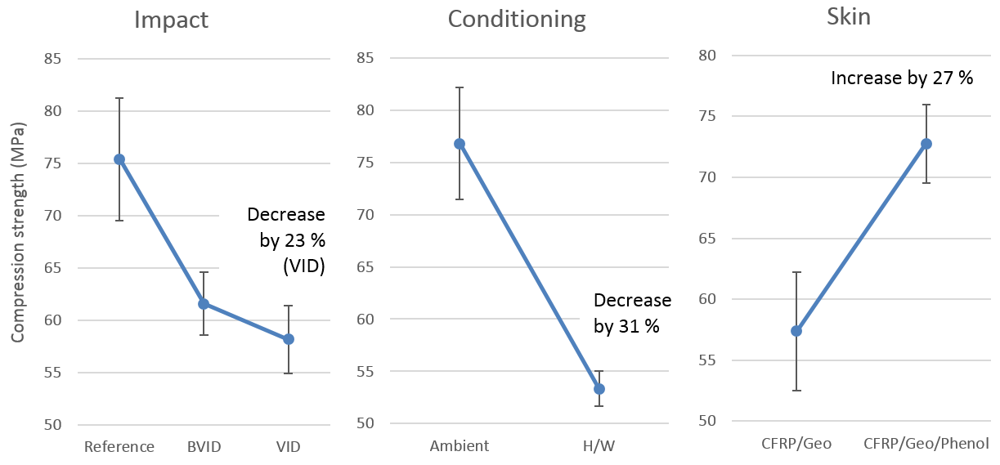 Impact
Conditioning
Skin
Compression strength (MPa)
85
80
75
70
65
60
55
50
Decrease
by 23 %
(VID)
Reference BVID VID
85
80
75
70
65
60
55
50
Decrease
by 31 %
Ambient H/W
80
75
70
65
60
55
50
Increase by 27 %
CFRP/Geo CFRP/Geo/Phenol